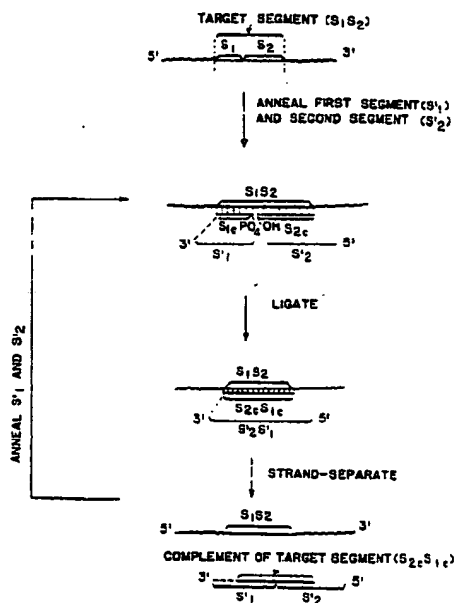 TARGET SEGMENT (S1S2)
S1 S2
5' 3'
ANNEAL FIRST SEGMENT (S'1)
AND SECOND SEGMENT (S'2)
S1S2
S1c PO4 OH S2c
3' 5'
S'1 S'2
LIGATE
ANNEAL S'1 AND S'2
S1S2
S2cS1c
3' 5'
S'2S'1
STRAND-SEPARATE
S1S2
5' 3'
COMPLEMENT OF TARGET SEGMENT (S2cS1c)
3' 5'
S'1 S'2